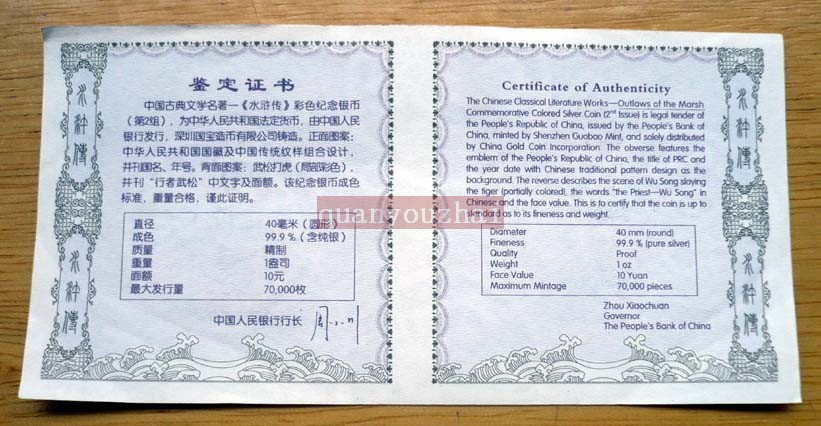 鉴定证书
中国古典文学名著—《水浒传》彩色纪念银币
（第2组），为中华人民共和国法定货币，由中国人民
银行发行，深圳国宝造币有限公司铸造。正面图案：
中华人民共和国国徽及中国传统纹样组合设计，
并刊国名、年号。背面图案：武松打虎（局部彩色），
并刊“行者武松”中文字及面额。该纪念银币成色
标准，重量合格，谨此证明。
直径 40毫米（圆形）
成色 99.9%（含纯银）
质量 精制
重量 1盎司
面额 10元
最大发行量 70,000枚
中国人民银行行长
水浒傳
水浒傳
Certificate of Authenticity
The Chinese Classical Literature Works—Outlaws of the Marsh
Commemorative Colored Silver Coin (2nd Issue) is legal tender of
the People's Republic of China, issued by the People's Bank of
China, minted by Shenzhen Guobao Mint, and solely distributed
by China Gold Coin Incorporation. The obverse features the
emblem of the People's Republic of China, the title of PRC and
the year date with Chinese traditional pattern design as the
background. The reverse describes the scene of Wu Song slaying
the tiger (partially colored), the words "the Priest—Wu Song" in
Chinese and the face value. This is to certify that the coin is up to
standard as to its fineness and weight.
Diameter 40 mm (round)
Fineness 99.9 % (pure silver)
Quality Proof
Weight 1 oz
Face Value 10 Yuan
Maximum Mintage 70,000 pieces
Zhou Xiaochuan
Governor
The People's Bank of China
水浒傳
水浒傳
quanyouzhai